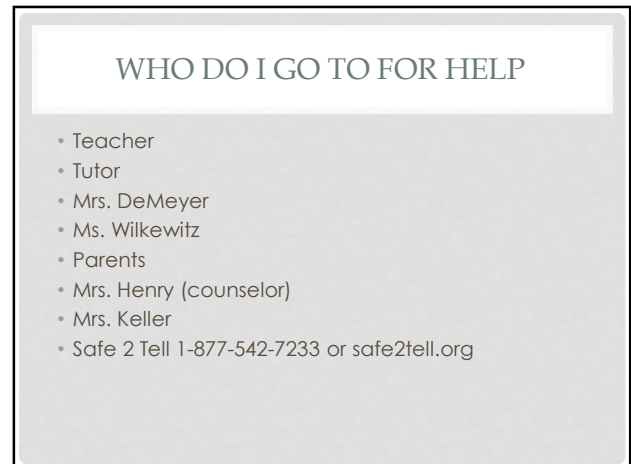 WHO DO I GO TO FOR HELP
• Teacher
• Tutor
• Mrs. DeMeyer
• Ms. Wilkewitz
• Parents
• Mrs. Henry (counselor)
• Mrs. Keller
• Safe 2 Tell 1-877-542-7233 or safe2tell.org